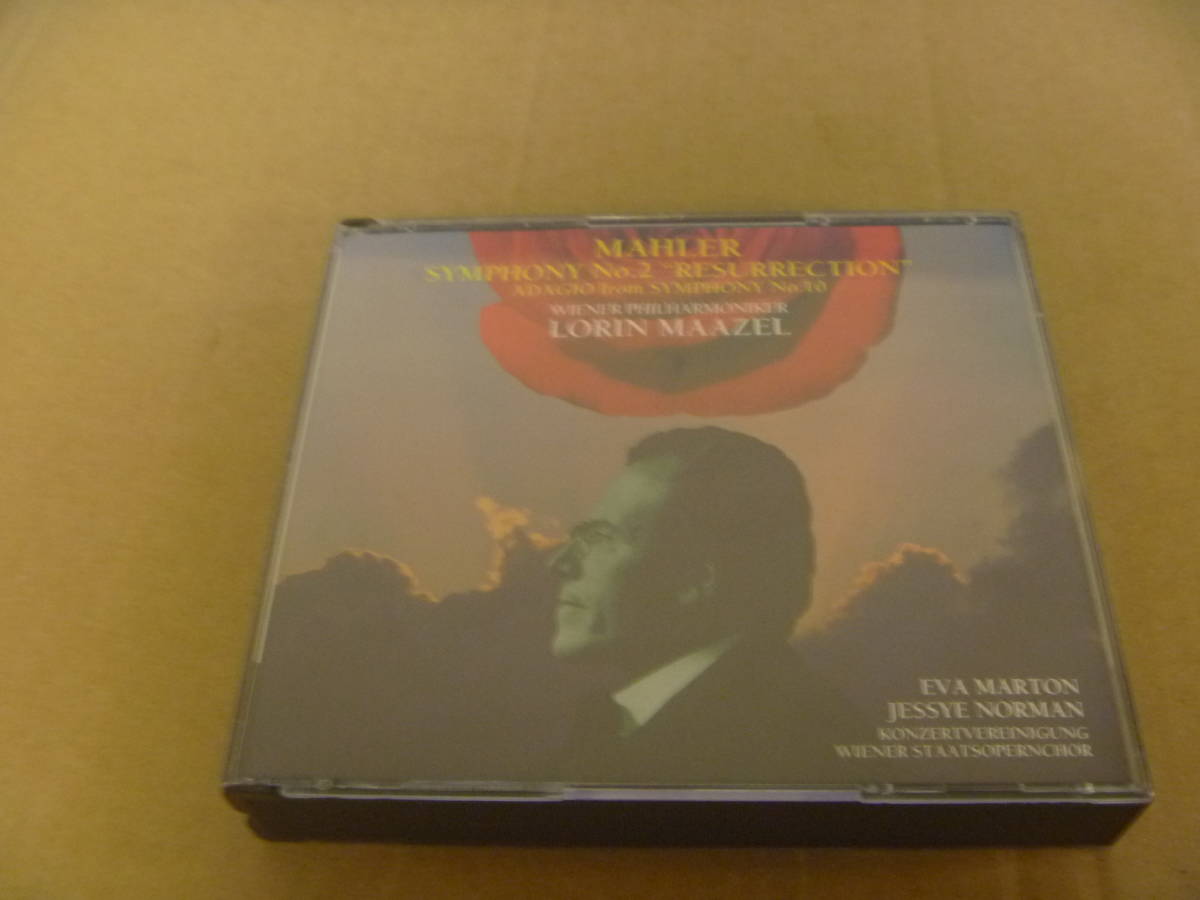 MAHLER
SYMPHONY No.2 "RESURRECTION"
ADAGIO from SYMPHONY No.10
WIENER PHILHARMONIKER
LORIN MAAZEL
EVA MARTON
JESSYE NORMAN
KONZERTVEREINIGUNG
WIENER STAATSOPERNCHOR